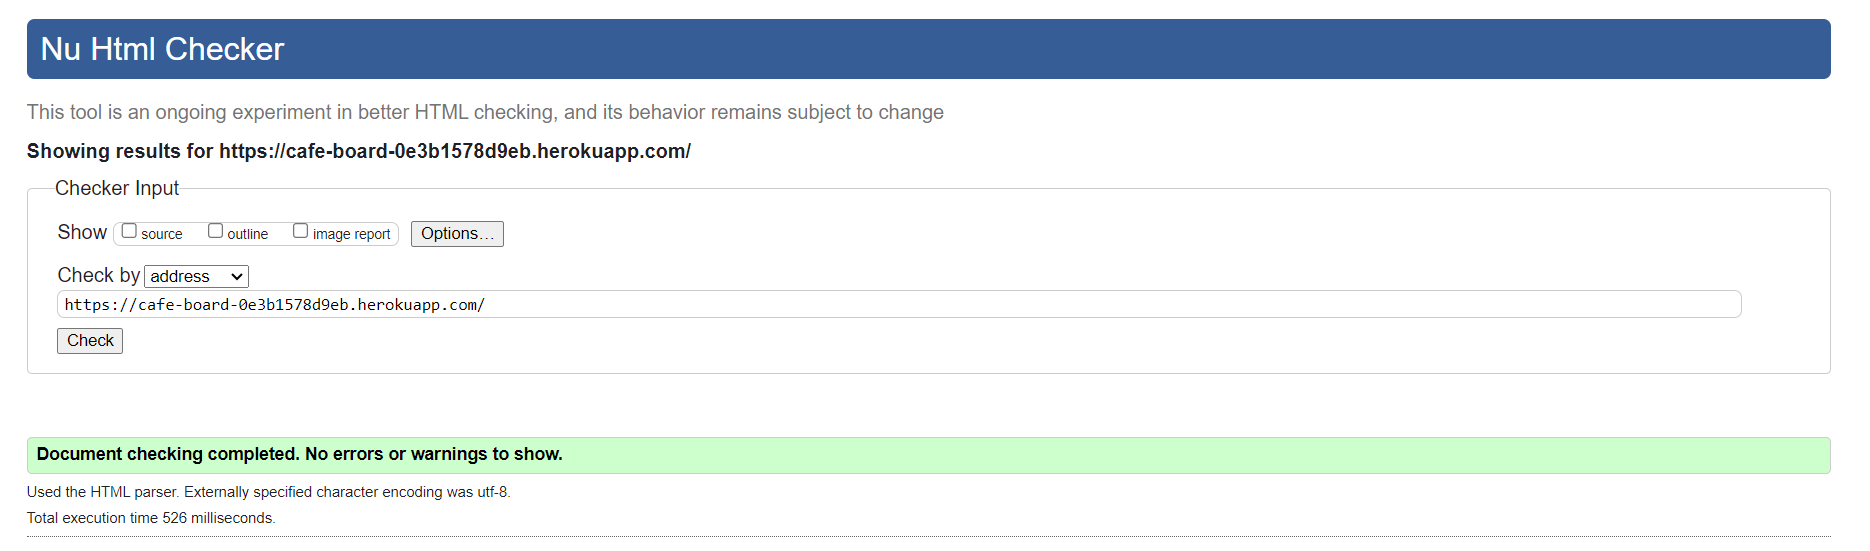 Nu Html Checker
This tool is an ongoing experiment in better HTML checking, and its behavior remains subject to change
Showing results for https://cafe-board-0e3b1578d9eb.herokuapp.com/
Checker Input
Show source outline image report Options...
Check by address
https://cafe-board-0e3b1578d9eb.herokuapp.com/
Check
Document checking completed. No errors or warnings to show.
Used the HTML parser. Externally specified character encoding was utf-8.
Total execution time 526 milliseconds.